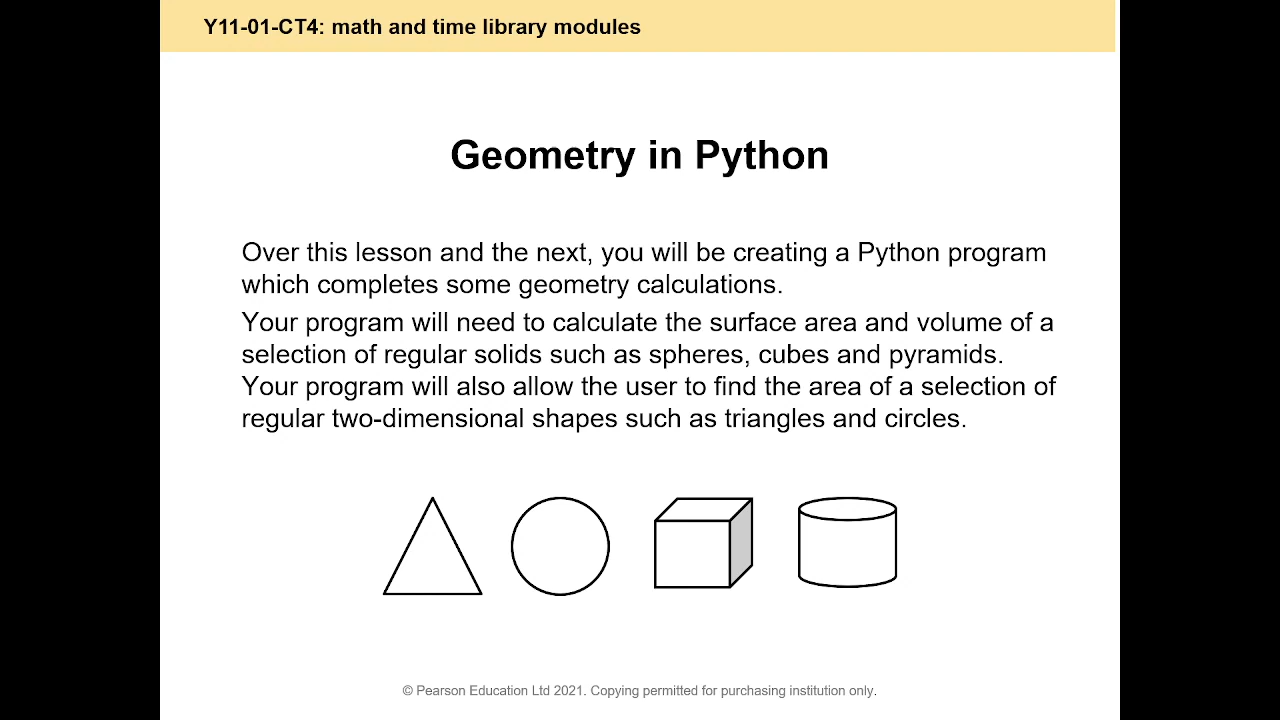 Y11-01-CT4: math and time library modules
Geometry in Python
Over this lesson and the next, you will be creating a Python program
which completes some geometry calculations.
Your program will need to calculate the surface area and volume of a
selection of regular solids such as spheres, cubes and pyramids.
Your program will also allow the user to find the area of a selection of
regular two-dimensional shapes such as triangles and circles.
© Pearson Education Ltd 2021. Copying permitted for purchasing institution only.